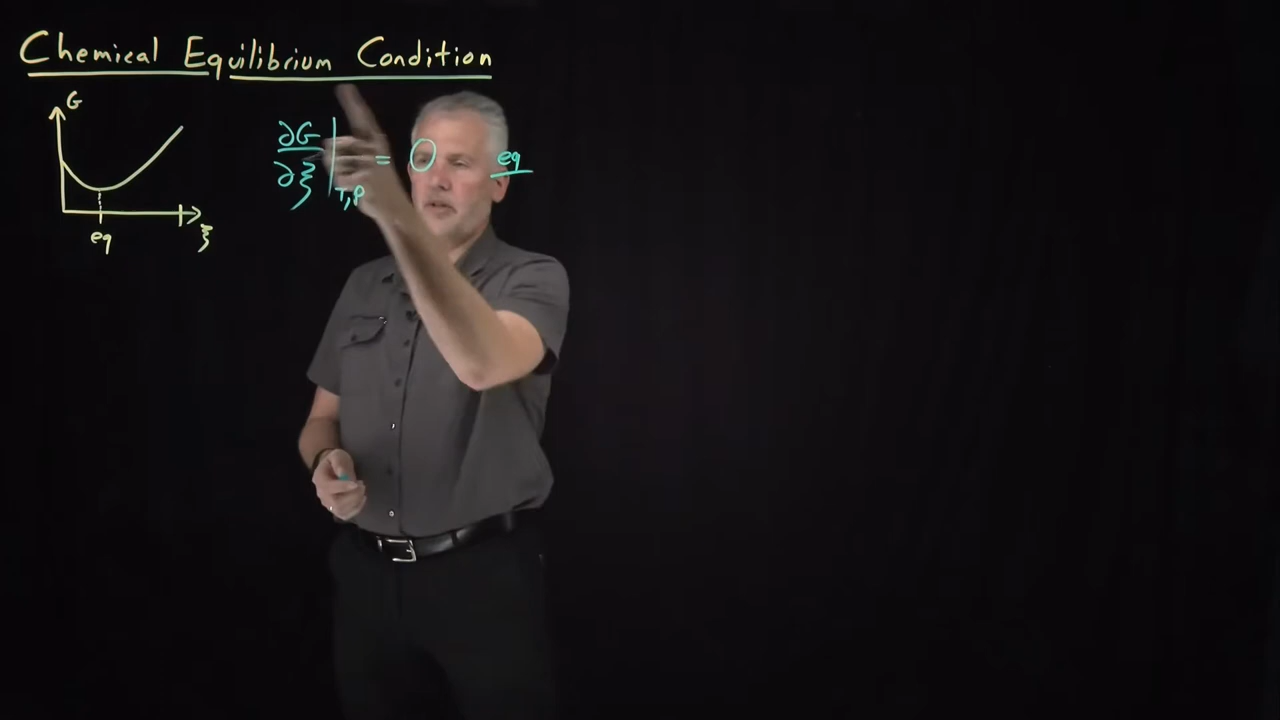 Chemical Equilibrium Condition
G
∂G/∂ξ |T,P = 0 eq
eq
ξ